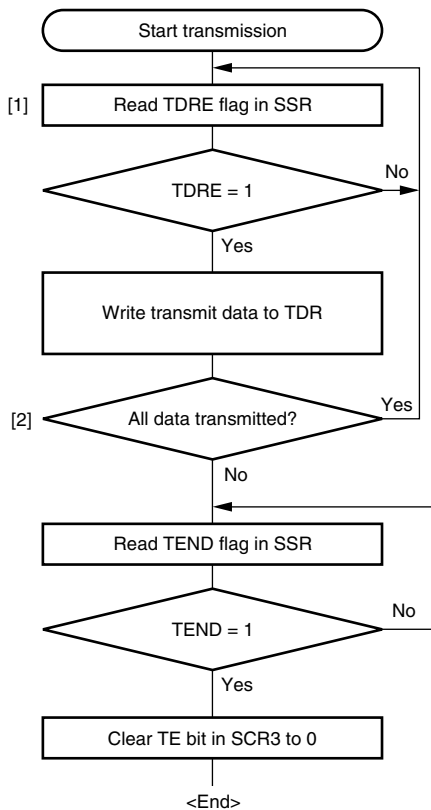 Start transmission
[1]
Read TDRE flag in SSR
No
TDRE = 1
Yes
Write transmit data to TDR
[2]
All data transmitted?
Yes
No
Read TEND flag in SSR
No
TEND = 1
Yes
Clear TE bit in SCR3 to 0
<End>